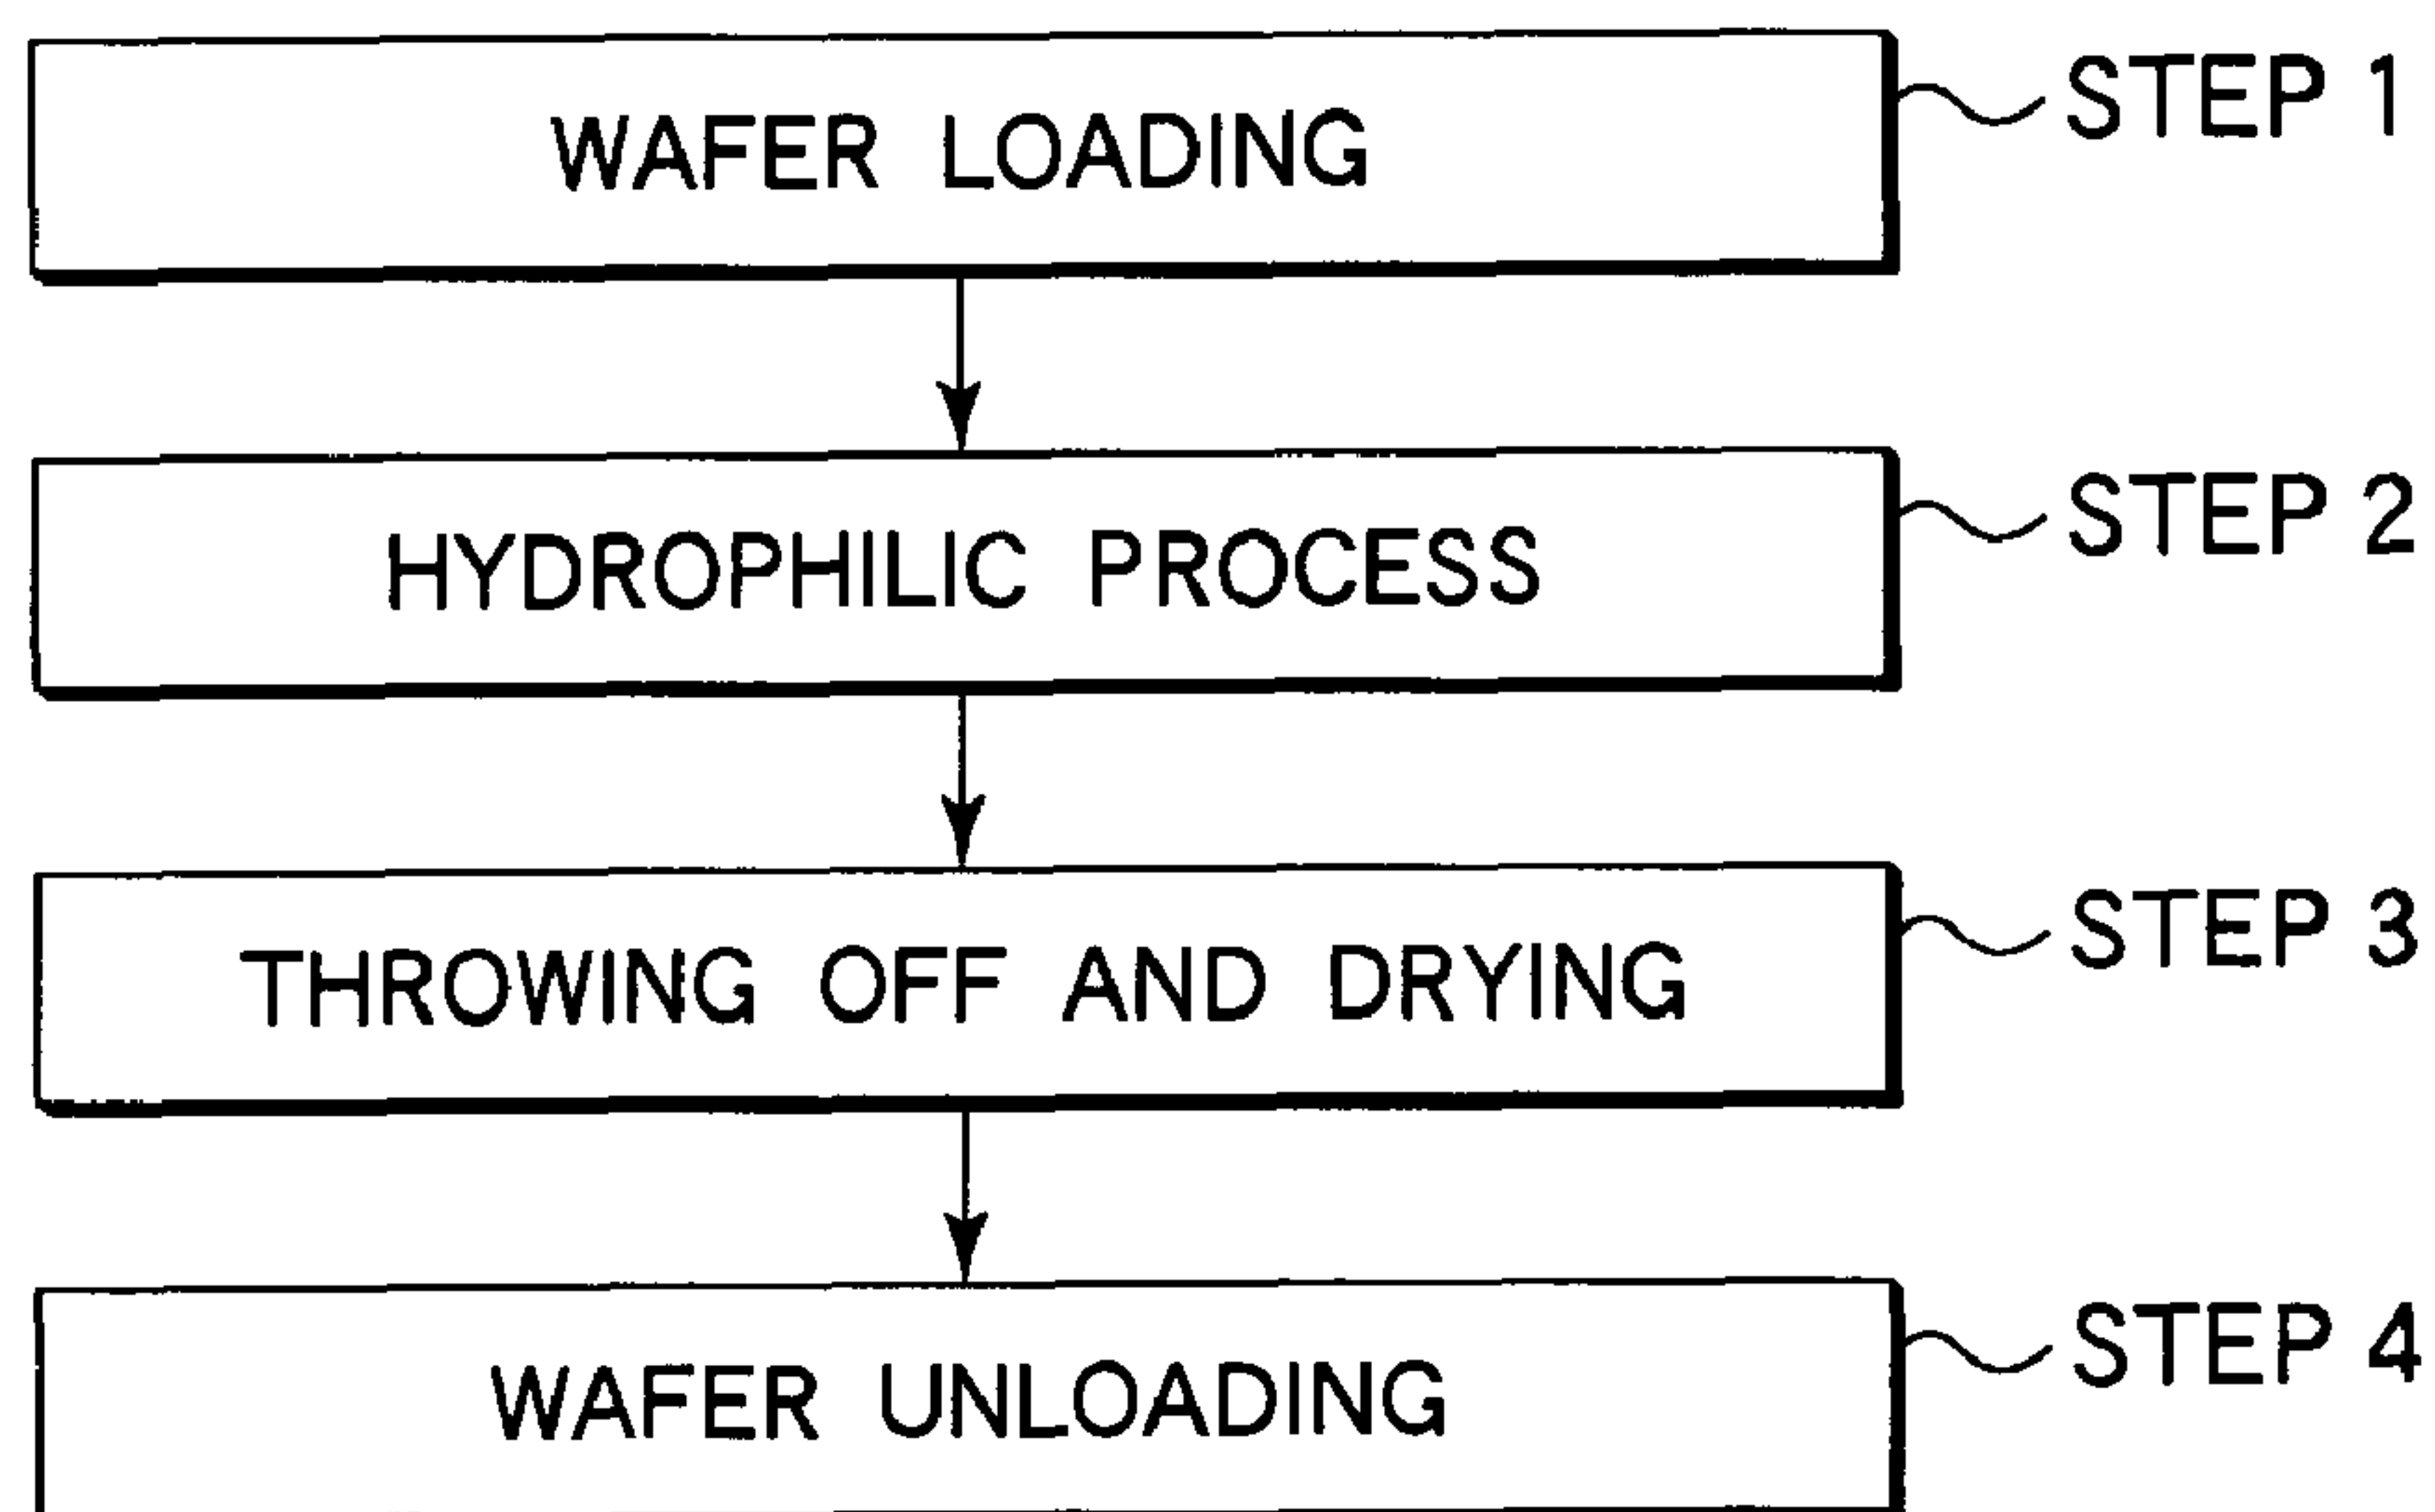 WAFER LOADING
STEP 1
HYDROPHILIC PROCESS
STEP 2
THROWING OFF AND DRYING
STEP 3
WAFER UNLOADING
STEP 4